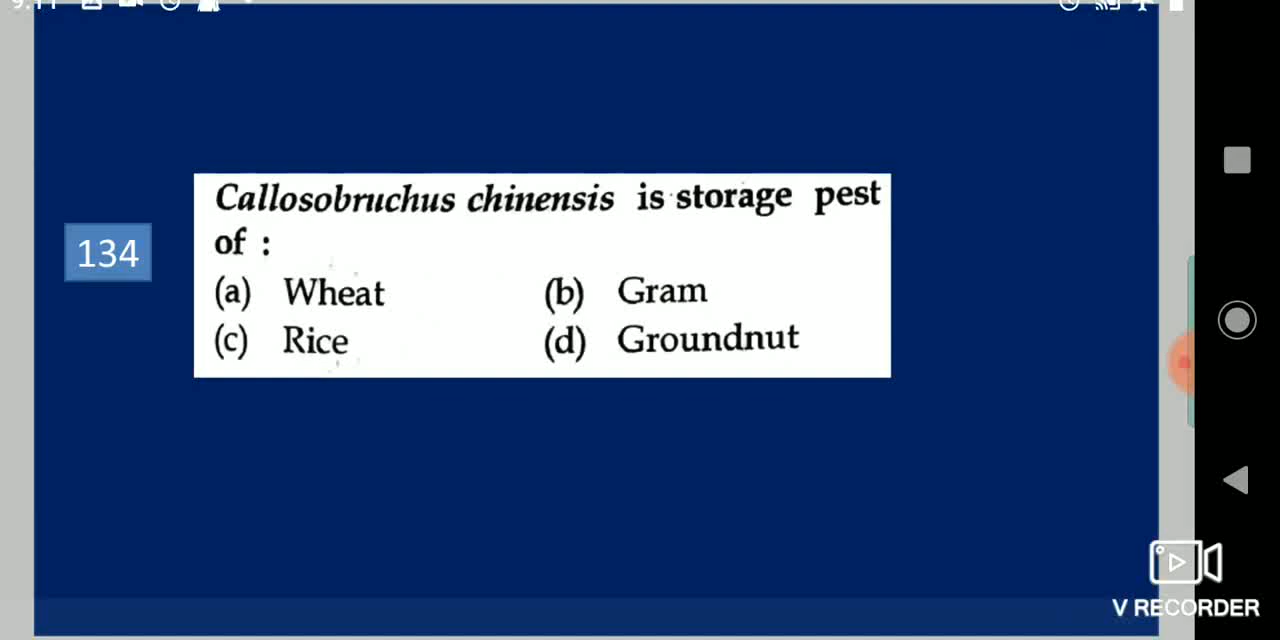 Callosobruchus chinensis is storage pest
of :
134
(a) Wheat (b) Gram
(c) Rice (d) Groundnut
V RECORDER